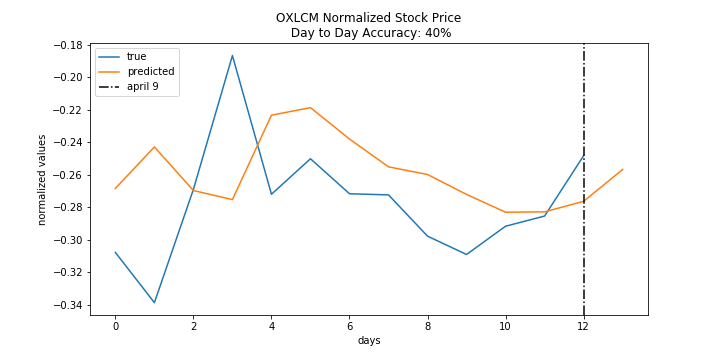 OXLCM Normalized Stock Price
Day to Day Accuracy: 40%
true
predicted
april 9
normalized values
−0.18
−0.20
−0.22
−0.24
−0.26
−0.28
−0.30
−0.32
−0.34
0 2 4 6 8 10 12
days